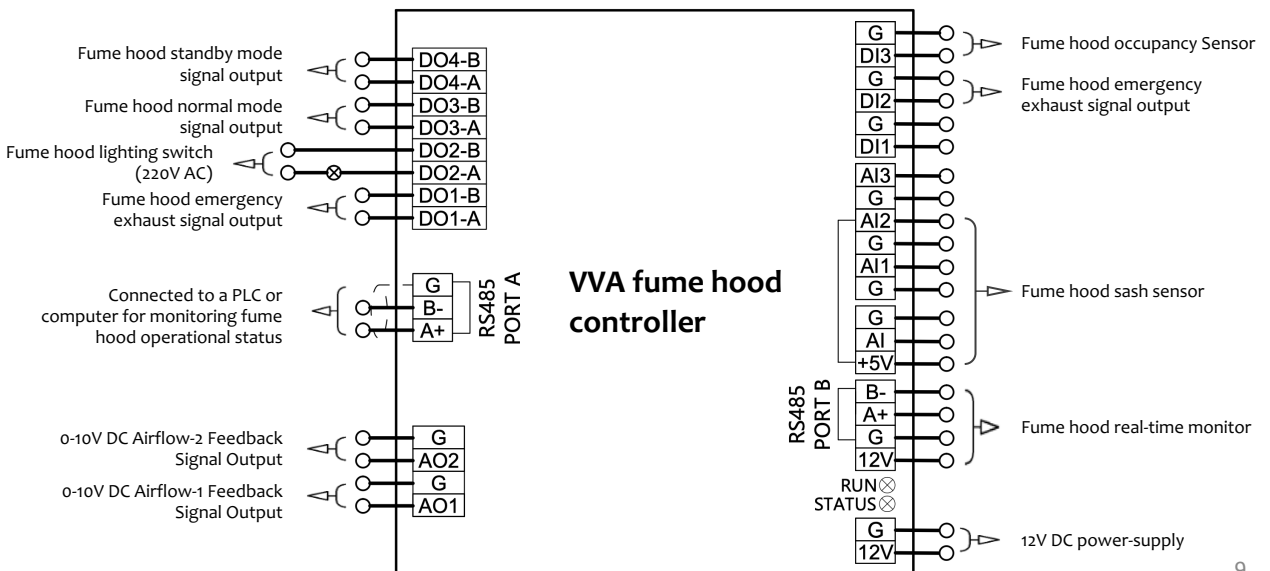 Fume hood standby mode
signal output
DO4-B
DO4-A
Fume hood normal mode
signal output
DO3-B
DO3-A
Fume hood lighting switch
(220V AC)
DO2-B
DO2-A
Fume hood emergency
exhaust signal output
DO1-B
DO1-A
Connected to a PLC or
computer for monitoring fume
hood operational status
G
B-
A+
RS485
PORT A
0-10V DC Airflow-2 Feedback
Signal Output
G
AO2
0-10V DC Airflow-1 Feedback
Signal Output
G
AO1
VVA fume hood
controller
G
DI3
Fume hood occupancy Sensor
G
DI2
Fume hood emergency
exhaust signal output
G
DI1
AI3
G
AI2
G
AI1
G
G
AI
+5V
Fume hood sash sensor
RS485
PORT B
B-
A+
G
12V
Fume hood real-time monitor
RUN
STATUS
G
12V
12V DC power-supply
9